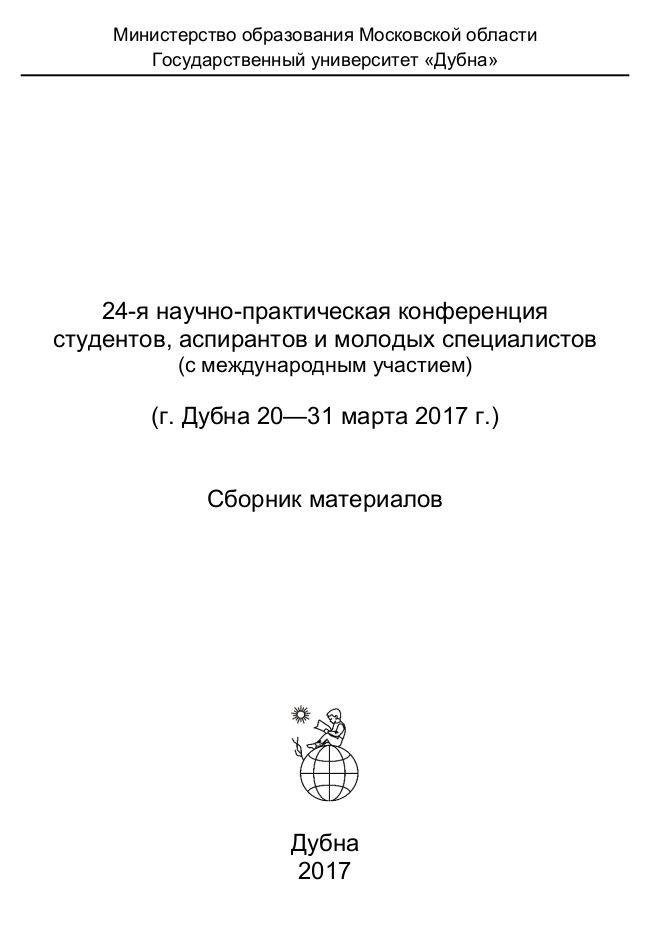 Министерство образования Московской области
Государственный университет «Дубна»
24-я научно-практическая конференция
студентов, аспирантов и молодых специалистов
(с международным участием)
(г. Дубна 20—31 марта 2017 г.)
Сборник материалов
Дубна
2017